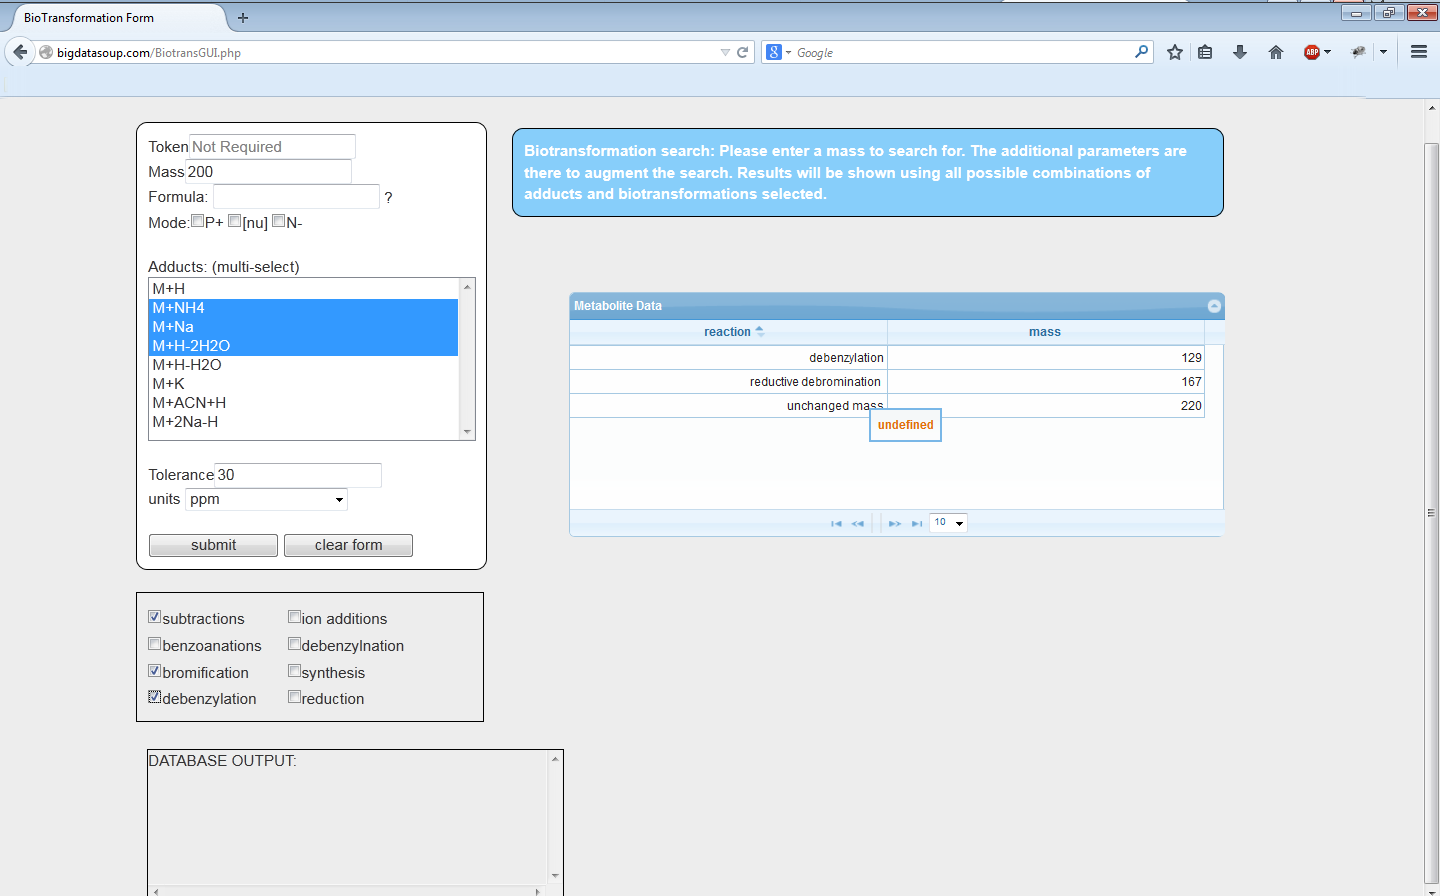 BioTransformation Form
bigdatasoup.com/BiotransGUI.php
8
Google
ABP
Token Not Required
Mass 200
Formula: ?
Mode: P+ [nu] N-
Adducts: (multi-select)
M+H
M+NH4
M+Na
M+H-2H2O
M+H-H2O
M+K
M+ACN+H
M+2Na-H
Tolerance 30
units ppm
submit clear form
subtractions ion additions
benzoanations debenzylnation
bromification synthesis
debenzylation reduction
DATABASE OUTPUT:
Biotransformation search: Please enter a mass to search for. The additional parameters are
there to augment the search. Results will be shown using all possible combinations of
adducts and biotransformations selected.
Metabolite Data
reaction mass
debenzylation 129
reductive debromination 167
unchanged mass 220
undefined
10